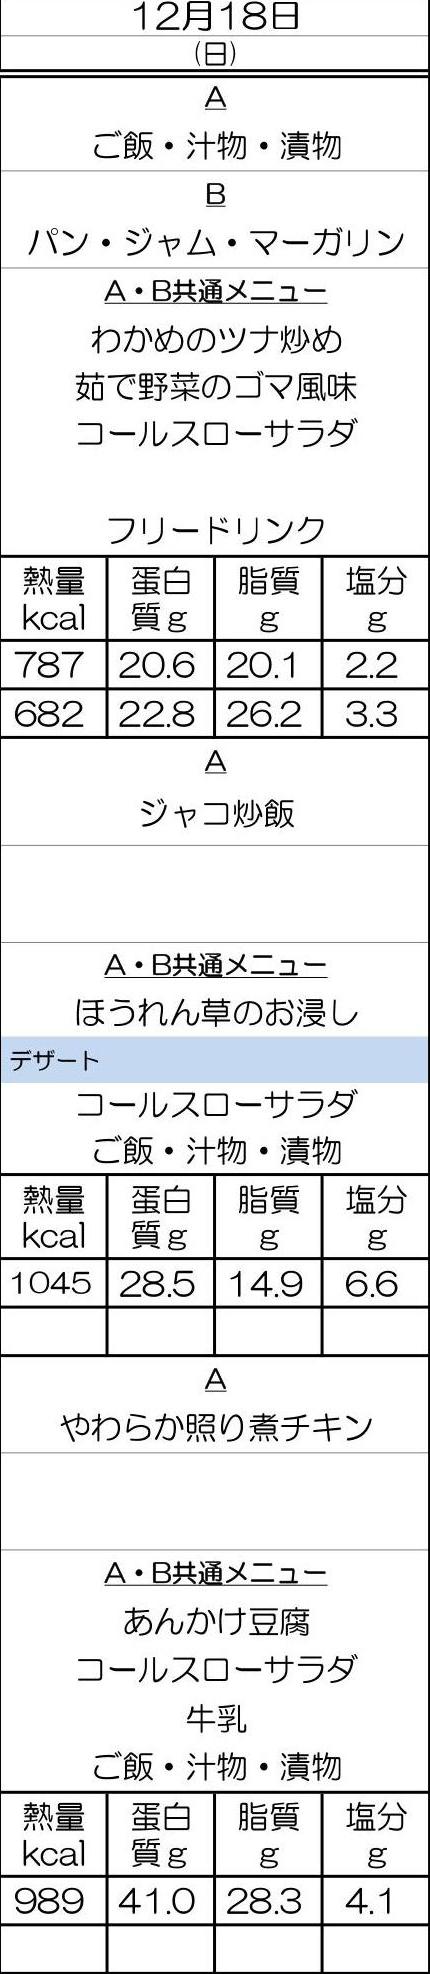 12月18日
(日)
A
ご飯・汁物・漬物
B
パン・ジャム・マーガリン
A・B共通メニュー
わかめのツナ炒め
茹で野菜のゴマ風味
コールスローサラダ
フリードリンク
熱量 蛋白 脂質 塩分
kcal 質g g g
787 20.6 20.1 2.2
682 22.8 26.2 3.3
A
ジャコ炒飯
A・B共通メニュー
ほうれん草のお浸し
デザート
コールスローサラダ
ご飯・汁物・漬物
熱量 蛋白 脂質 塩分
kcal 質g g g
1045 28.5 14.9 6.6
A
やわらか照り煮チキン
A・B共通メニュー
あんかけ豆腐
コールスローサラダ
牛乳
ご飯・汁物・漬物
熱量 蛋白 脂質 塩分
kcal 質g g g
989 41.0 28.3 4.1